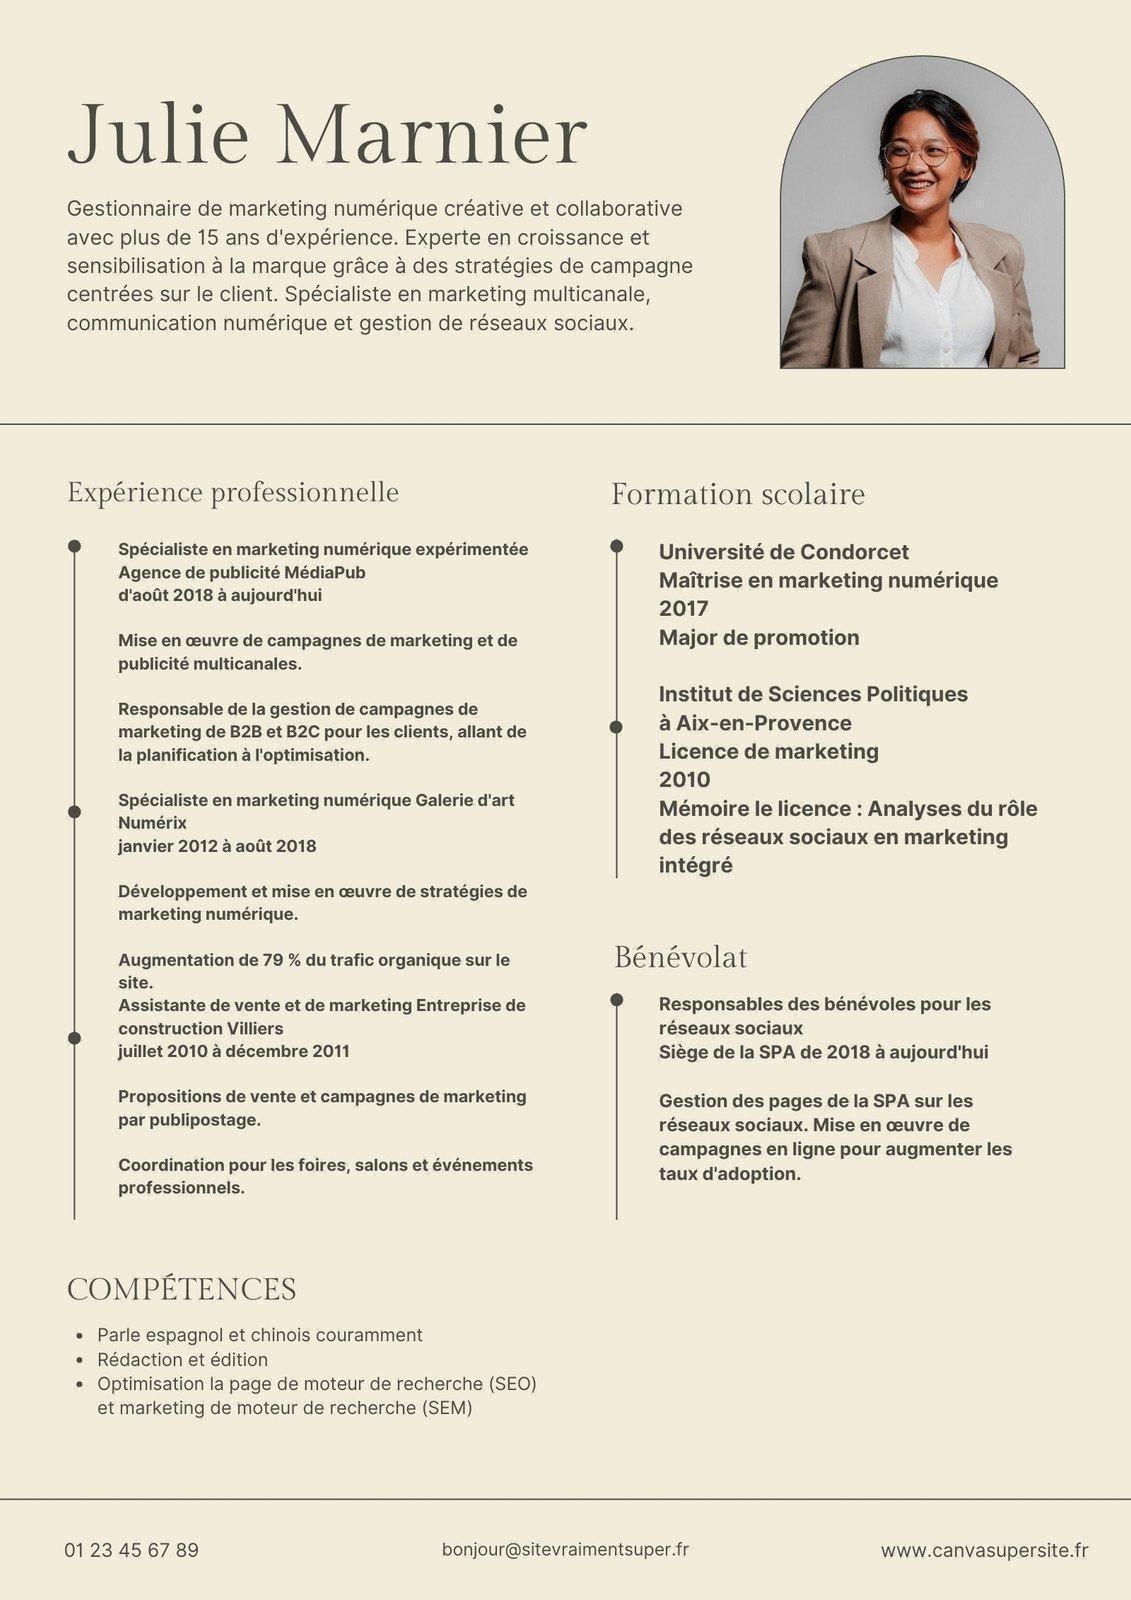 Julie Marnier
Gestionnaire de marketing numérique créative et collaborative
avec plus de 15 ans d'expérience. Experte en croissance et
sensibilisation à la marque grâce à des stratégies de campagne
centrées sur le client. Spécialiste en marketing multicanale,
communication numérique et gestion de réseaux sociaux.
Expérience professionnelle
Spécialiste en marketing numérique expérimentée
Agence de publicité MédiaPub
d'août 2018 à aujourd'hui
Mise en œuvre de campagnes de marketing et de
publicité multicanales.
Responsable de la gestion de campagnes de
marketing de B2B et B2C pour les clients, allant de
la planification à l'optimisation.
Spécialiste en marketing numérique Galerie d'art
Numérix
janvier 2012 à août 2018
Développement et mise en œuvre de stratégies de
marketing numérique.
Augmentation de 79 % du trafic organique sur le
site.
Assistante de vente et de marketing Entreprise de
construction Villiers
juillet 2010 à décembre 2011
Propositions de vente et campagnes de marketing
par publipostage.
Coordination pour les foires, salons et événements
professionnels.
Formation scolaire
Université de Condorcet
Maîtrise en marketing numérique
2017
Major de promotion
Institut de Sciences Politiques
à Aix-en-Provence
Licence de marketing
2010
Mémoire le licence : Analyses du rôle
des réseaux sociaux en marketing
intégré
Bénévolat
Responsables des bénévoles pour les
réseaux sociaux
Siège de la SPA de 2018 à aujourd'hui
Gestion des pages de la SPA sur les
réseaux sociaux. Mise en œuvre de
campagnes en ligne pour augmenter les
taux d'adoption.
COMPÉTENCES
• Parle espagnol et chinois couramment
• Rédaction et édition
• Optimisation la page de moteur de recherche (SEO)
et marketing de moteur de recherche (SEM)
01 23 45 67 89
bonjour@sitevraimentsuper.fr
www.canvasupersite.fr